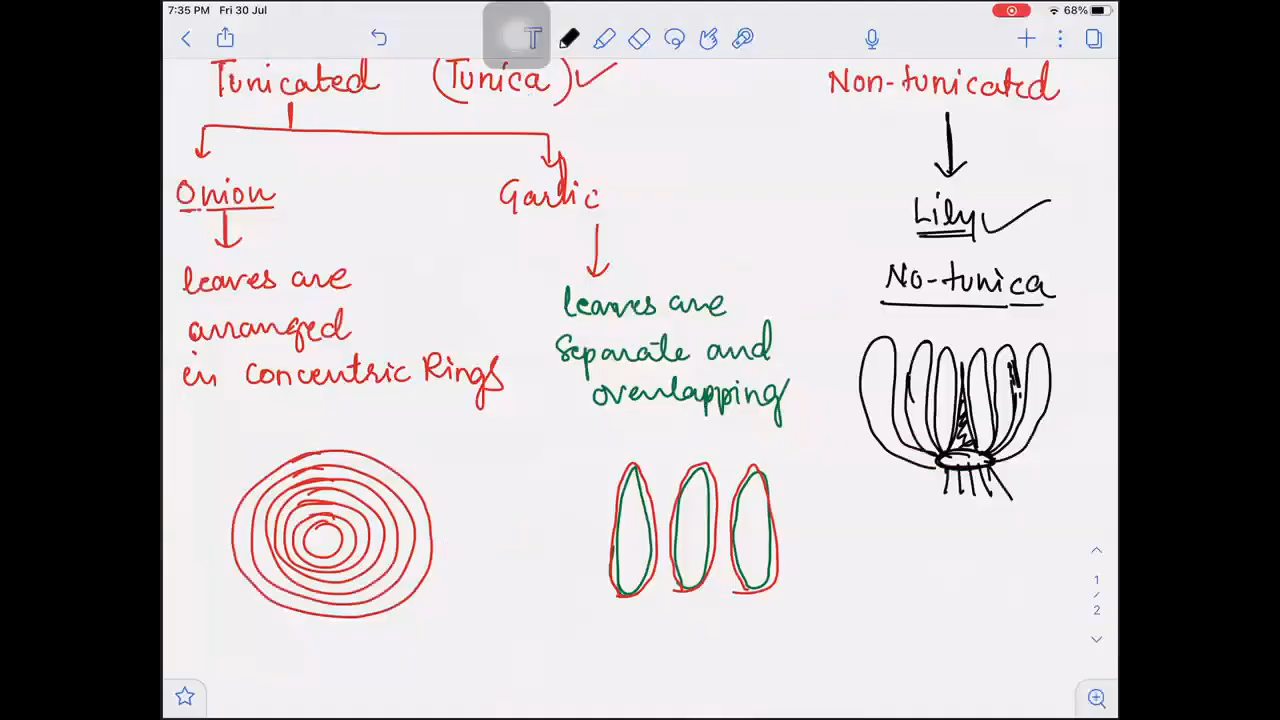 7:35 PM Fri 30 Jul
68%
T
Tunicated (Tunica)
Non-tunicated
Onion
Garlic
Lily
No-tunica
leaves are
arranged
in concentric Rings
leaves are
Separate and
overlapping
1
/
2